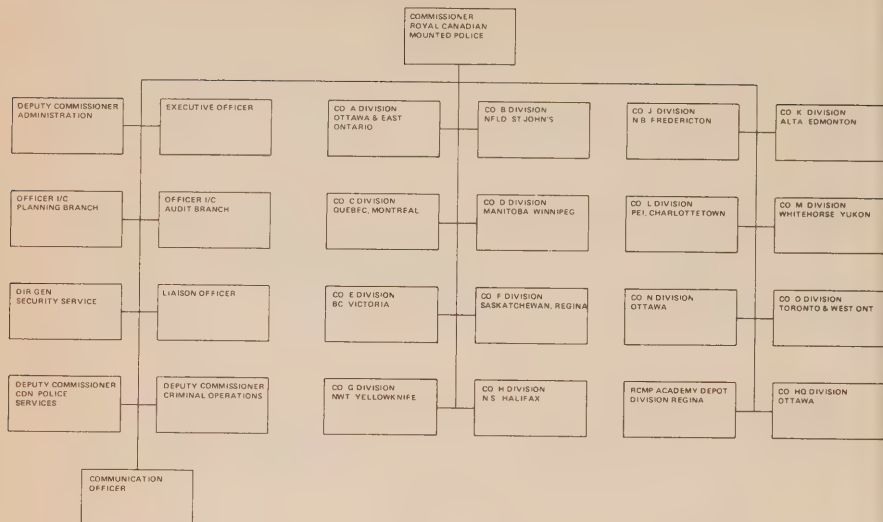 COMMISSIONER
ROYAL CANADIAN
MOUNTED POLICE
DEPUTY COMMISSIONER
ADMINISTRATION
EXECUTIVE OFFICER
CO A DIVISION
OTTAWA & EAST
ONTARIO
CO B DIVISION
NFLD ST JOHN'S
CO J DIVISION
N B FREDERICTON
CO K DIVISION
ALTA EDMONTON
OFFICER I/C
PLANNING BRANCH
OFFICER I/C
AUDIT BRANCH
CO C DIVISION
QUEBEC, MONTREAL
CO D DIVISION
MANITOBA WINNIPEG
CO L DIVISION
PEI, CHARLOTTETOWN
CO M DIVISION
WHITEHORSE YUKON
DIR GEN
SECURITY SERVICE
LIAISON OFFICER
CO E DIVISION
BC VICTORIA
CO F DIVISION
SASKATCHEWAN, REGINA
CO N DIVISION
OTTAWA
CO O DIVISION
TORONTO & WEST ONT
DEPUTY COMMISSIONER
CDN POLICE
SERVICES
DEPUTY COMMISSIONER
CRIMINAL OPERATIONS
CO G DIVISION
NWT YELLOWKNIFE
CO H DIVISION
N S HALIFAX
RCMP ACADEMY DEPOT
DIVISION REGINA
CO HQ DIVISION
OTTAWA
COMMUNICATION
OFFICER